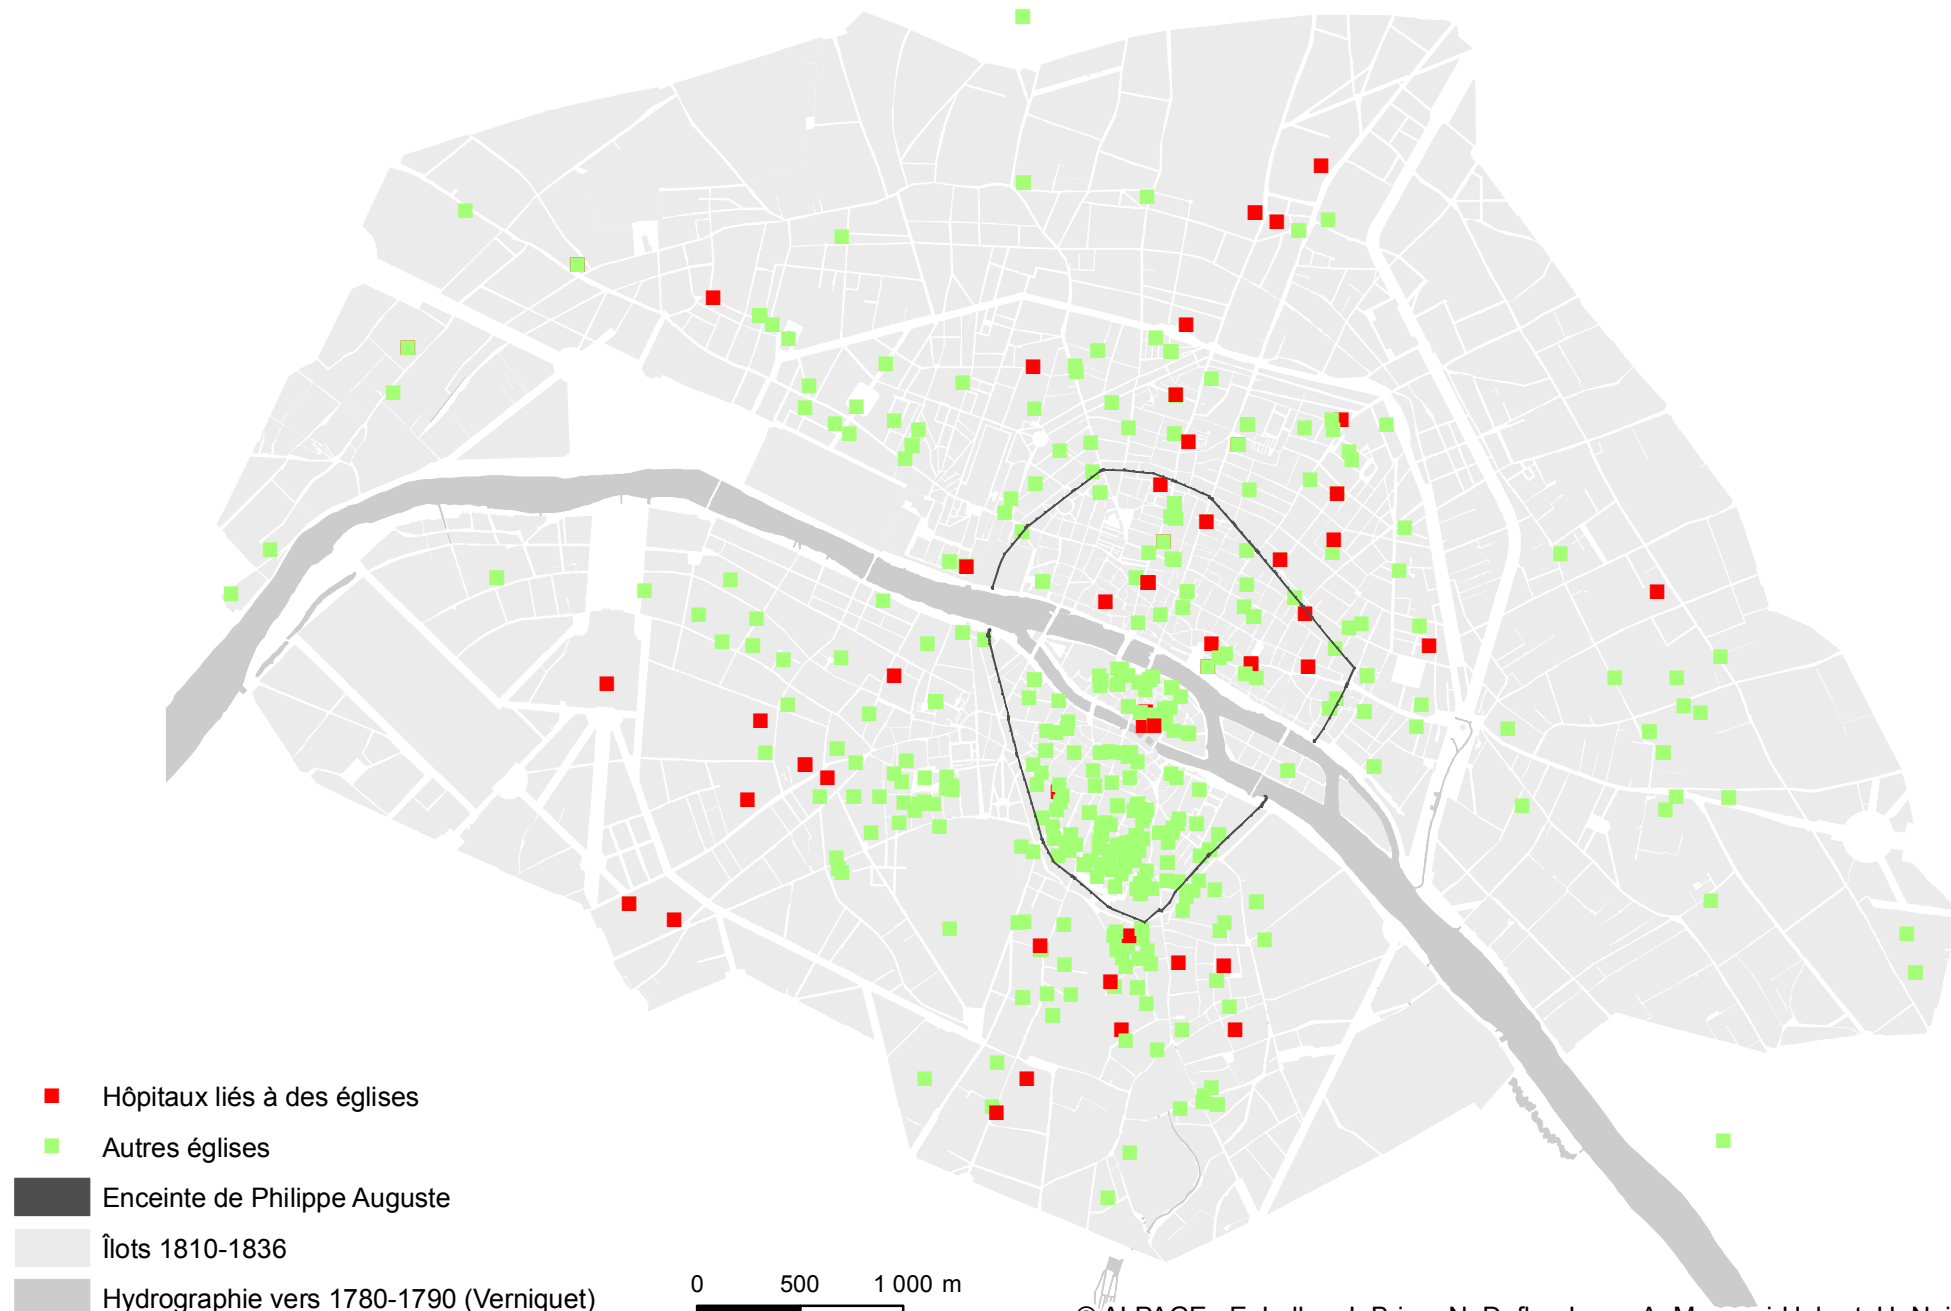 Hôpitaux liés à des églises
Autres églises
Enceinte de Philippe Auguste
Îlots 1810-1836
Hydrographie vers 1780-1790 (Verniquet)
0 500 1 000 m
© ALPAGE